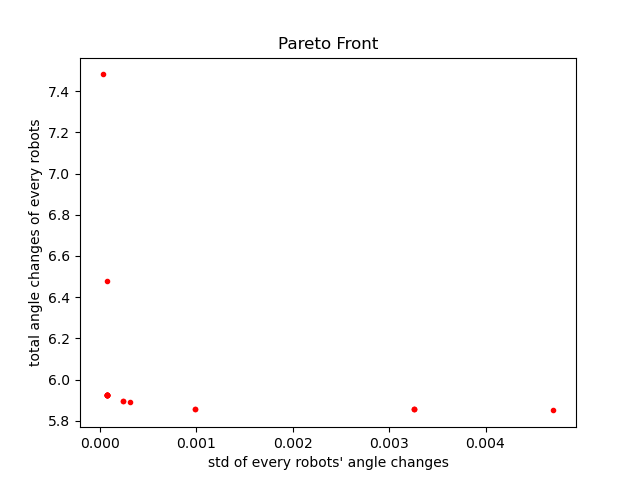 Pareto Front
7.4
7.2
7.0
6.8
6.6
6.4
6.2
6.0
5.8
total angle changes of every robots
0.000 0.001 0.002 0.003 0.004
std of every robots' angle changes